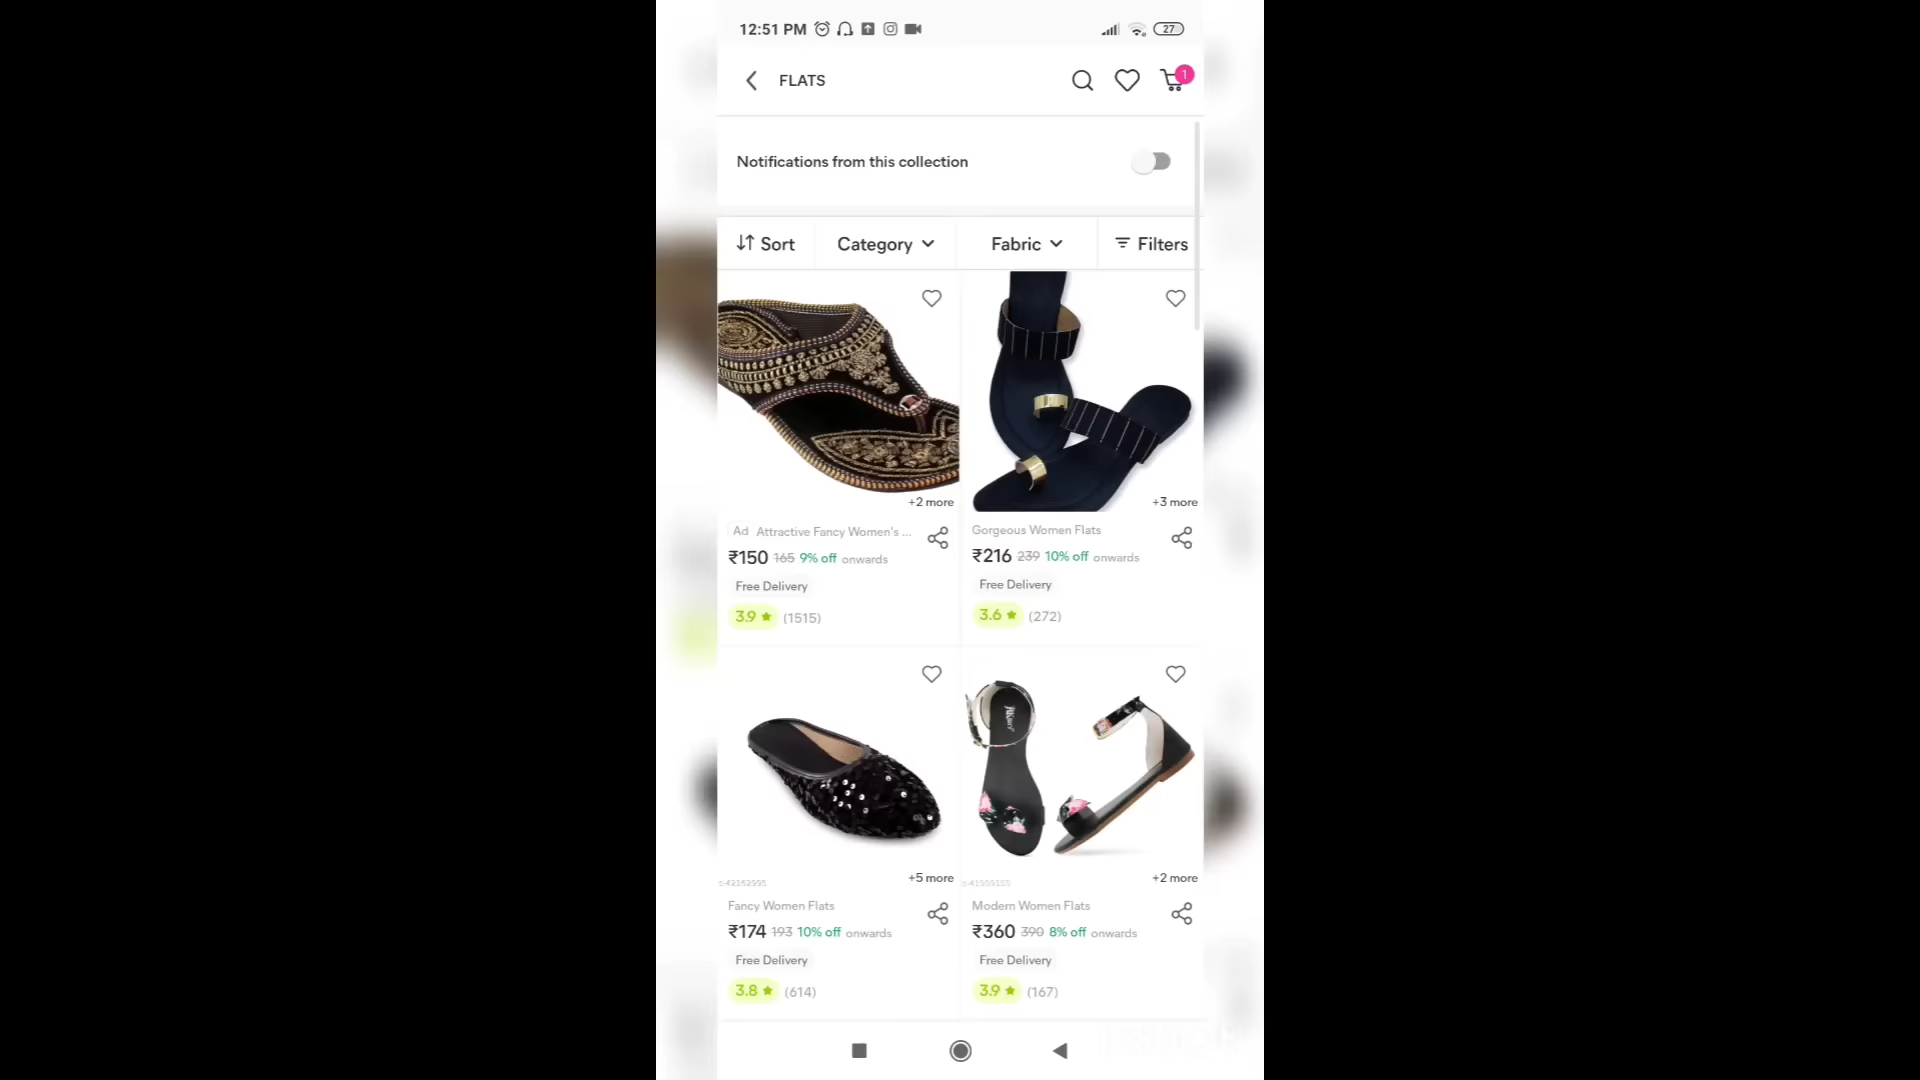 12:51 PM
27
FLATS
1
Notifications from this collection
Sort
Category
Fabric
Filters
+2 more
+3 more
Ad Attractive Fancy Women's ...
₹150 165 9% off onwards
Free Delivery
3.9 ★ (1515)
Gorgeous Women Flats
₹216 239 10% off onwards
Free Delivery
3.6 ★ (272)
+5 more
+2 more
Fancy Women Flats
₹174 193 10% off onwards
Free Delivery
3.8 ★ (614)
Modern Women Flats
₹360 390 8% off onwards
Free Delivery
3.9 ★ (167)